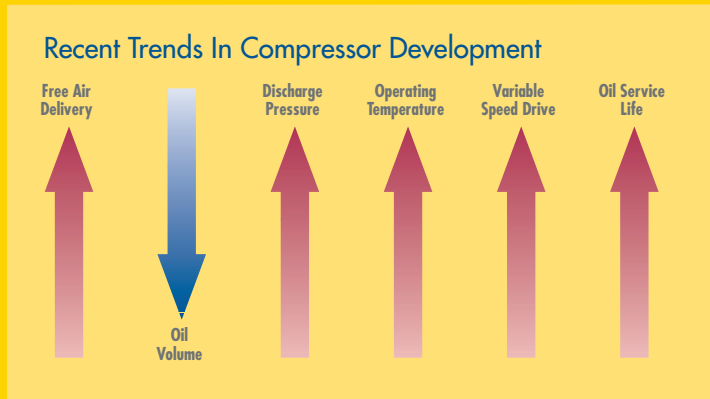 Recent Trends In Compressor Development
Free Air
Delivery
Discharge
Pressure
Operating
Temperature
Variable
Speed Drive
Oil Service
Life
Oil
Volume